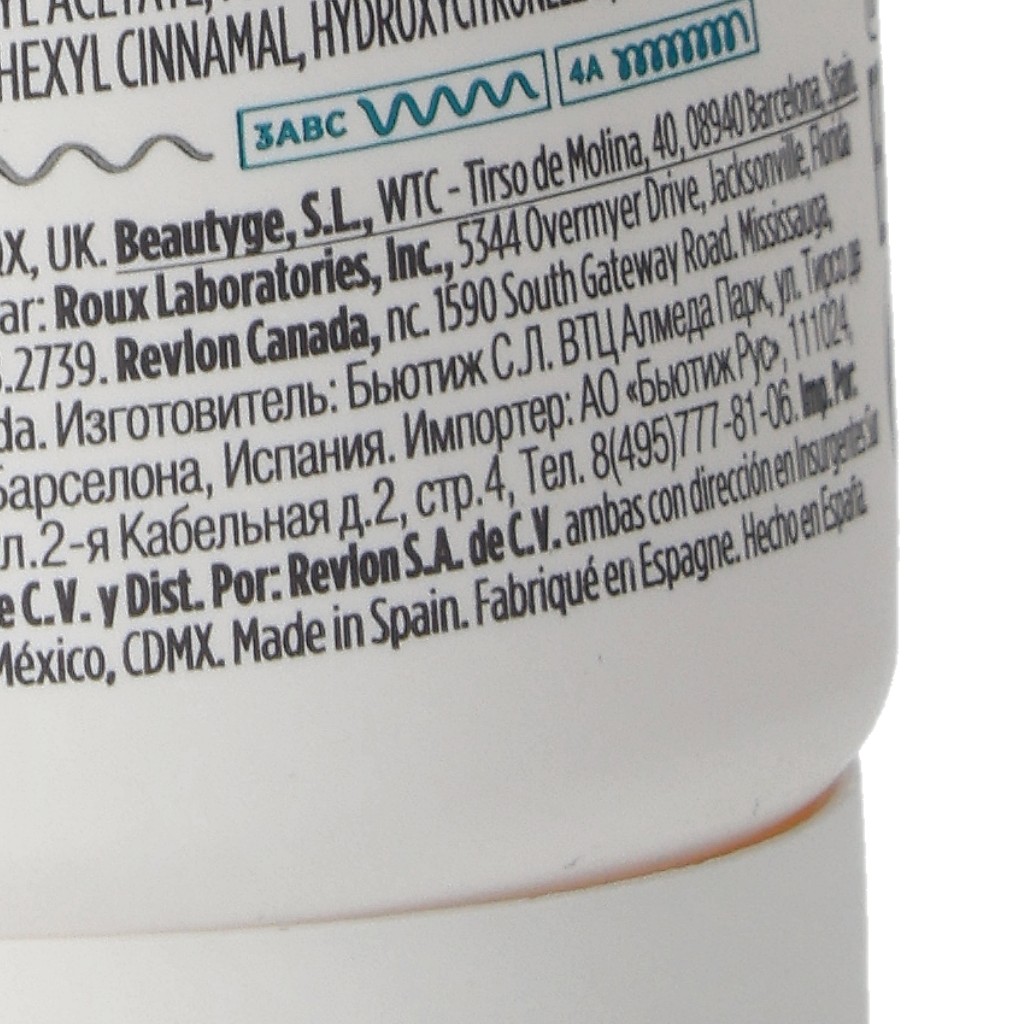 YL ACETATE,
HEXYL CINNAMAL, HYDROXYCITRONELLAL,
3ABC 4A
UK. Beautyge, S.L., WTC - Tirso de Molina, 40, 08940 Barcelona, Spain.
ar: Roux Laboratories, Inc., 5344 Overmyer Drive, Jacksonville, Florida
.2739. Revlon Canada, nc. 1590 South Gateway Road. Mississauga,
da. Изготовитель: Бьютиж С.Л. ВТЦ Алмеда Парк, ул. Тирсо де
Барселона, Испания. Импортер: АО «Бьютиж Рус», 111024,
л.2-я Кабельная д.2, стр.4, Тел. 8(495)777-81-06. Imp. Por:
e C.V. y Dist. Por: Revlon S.A. de C.V. ambas con dirección en Insurgentes Sur
México, CDMX. Made in Spain. Fabriqué en Espagne. Hecho en España.